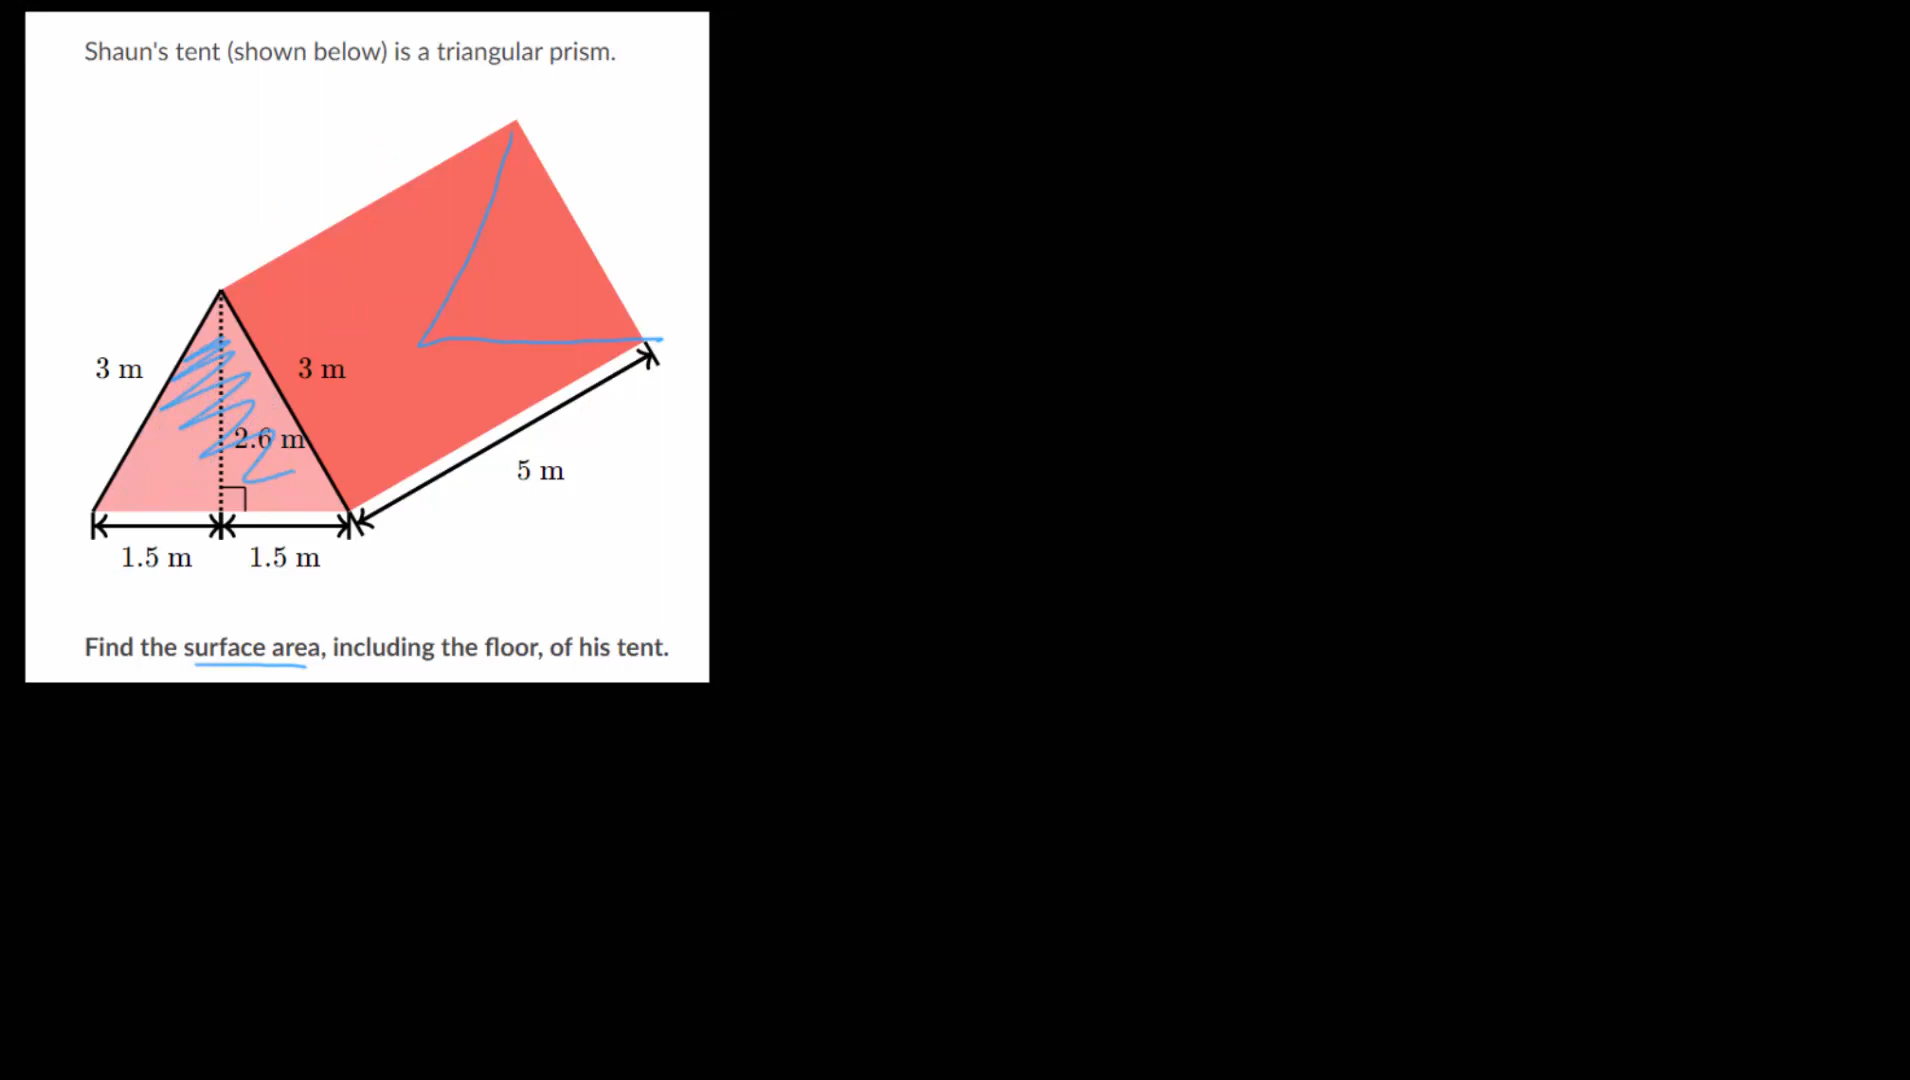 Shaun's tent (shown below) is a triangular prism.
3 m
3 m
2.6 m
5 m
1.5 m
1.5 m
Find the surface area, including the floor, of his tent.